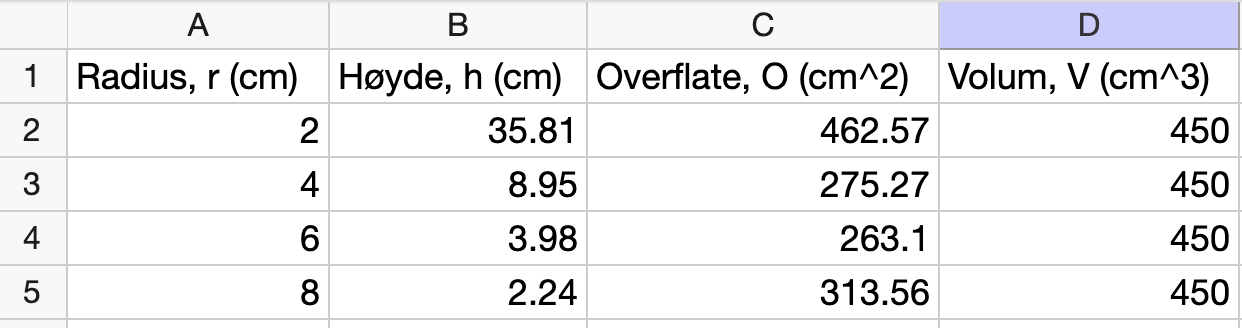 A B C D
1 Radius, r (cm) Høyde, h (cm) Overflate, O (cm^2) Volum, V (cm^3)
2 2 35.81 462.57 450
3 4 8.95 275.27 450
4 6 3.98 263.1 450
5 8 2.24 313.56 450